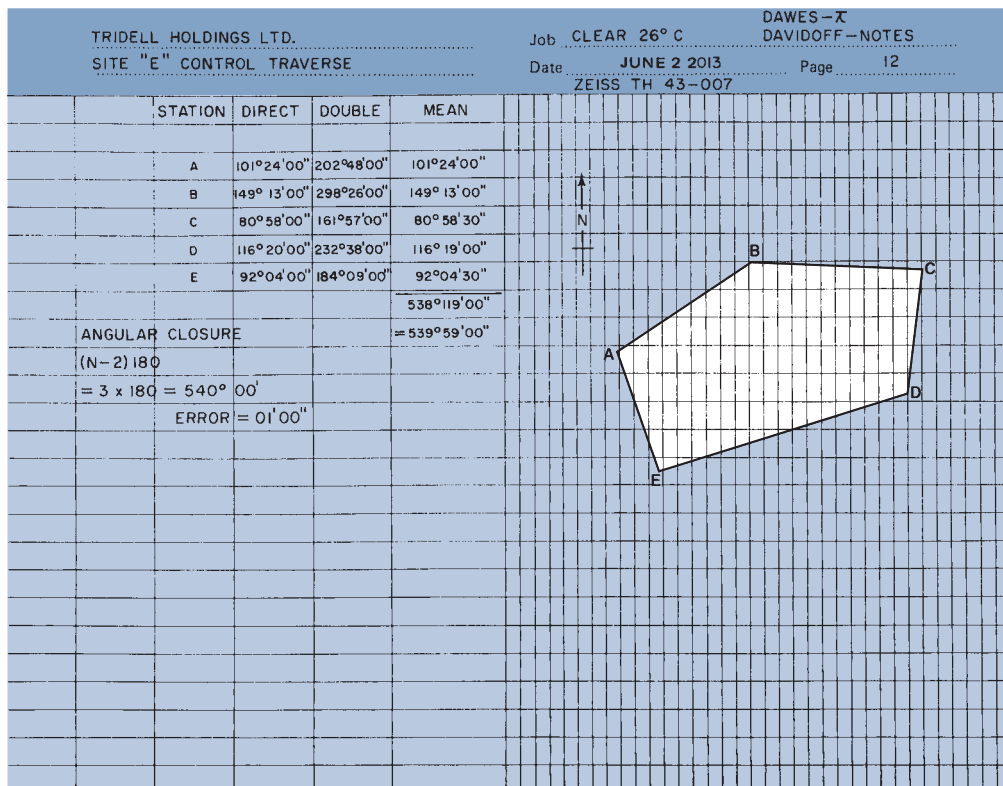 DAWES–⊼
TRIDELL HOLDINGS LTD. Job CLEAR 26° C DAVIDOFF–NOTES
SITE "E" CONTROL TRAVERSE Date JUNE 2 2013 Page 12
ZEISS TH 43–007
STATION DIRECT DOUBLE MEAN
A 101°24'00" 202°48'00" 101°24'00"
B 149° 13'00" 298°26'00" 149° 13'00"
C 80°58'00" 161°57'00" 80°58'30"
D 116°20'00" 232°38'00" 116° 19'00"
E 92°04'00" 184°09'00" 92°04'30"
538°119'00"
ANGULAR CLOSURE = 539°59'00"
(N–2) 180
= 3 x 180 = 540° 00'
ERROR = 01'00"
N
B
C
A
D
E